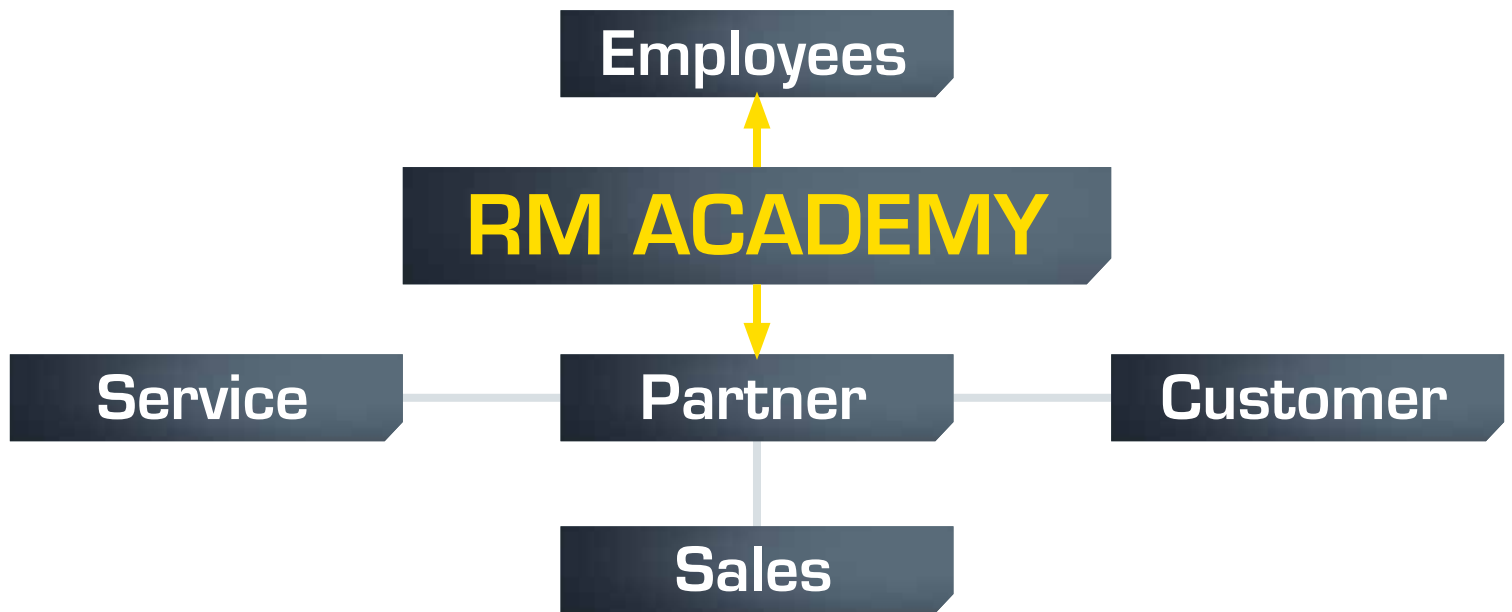 Employees
RM ACADEMY
Service
Partner
Customer
Sales